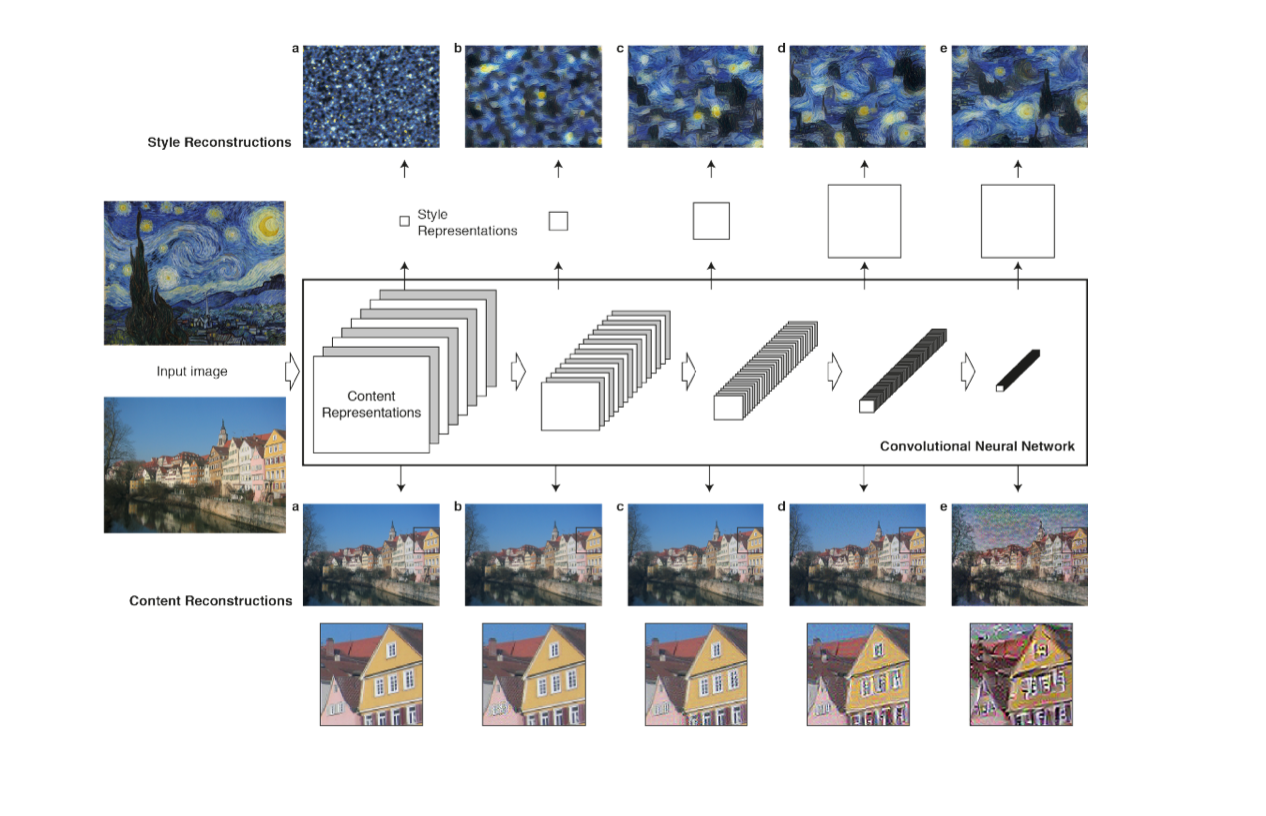 a b c d e
Style Reconstructions
Style
Representations
Input image
Content
Representations
Convolutional Neural Network
a b c d e
Content Reconstructions